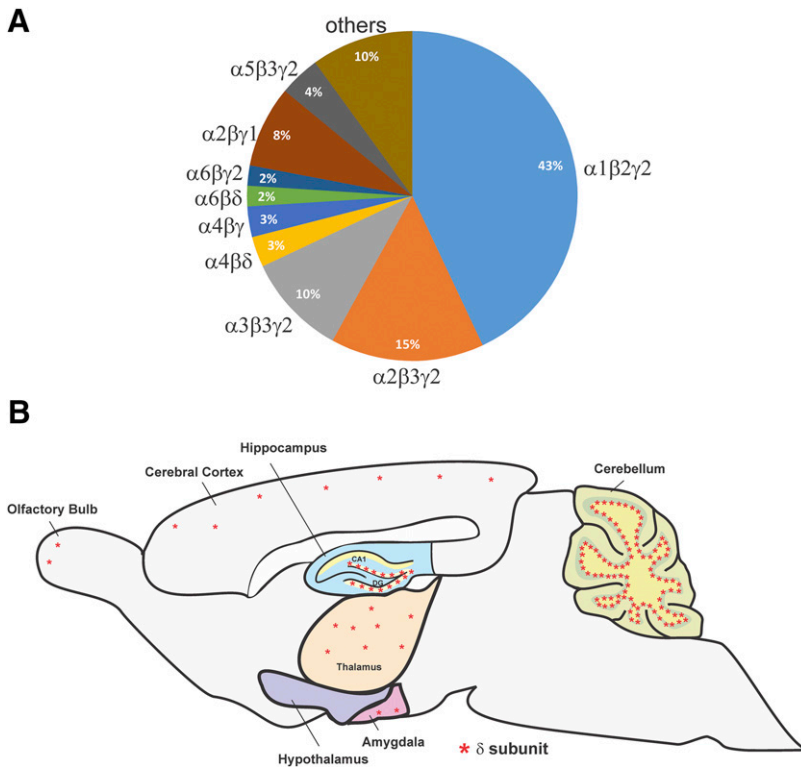 A
others
10%
α5β3γ2
4%
α2βγ1
8%
43%
α1β2γ2
α6βγ2
2%
α6βδ
2%
α4βγ
3%
α4βδ
3%
α3β3γ2
10%
15%
α2β3γ2
B
Hippocampus
Cerebral Cortex
Cerebellum
Olfactory Bulb
CA1
DG
Thalamus
Amygdala
Hypothalamus
* δ subunit